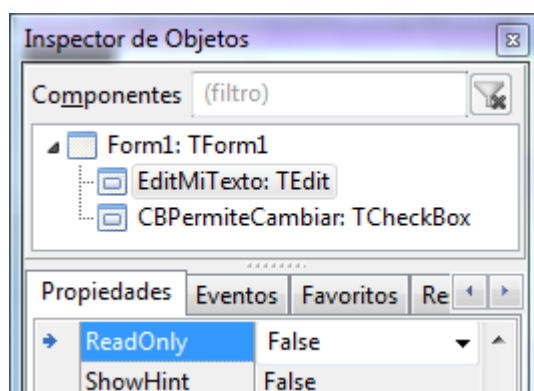 Inspector de Objetos
Componentes (filtro)
Form1: TForm1
EditMiTexto: TEdit
CBPermiteCambiar: TCheckBox
Propiedades Eventos Favoritos Re
ReadOnly False
ShowHint False